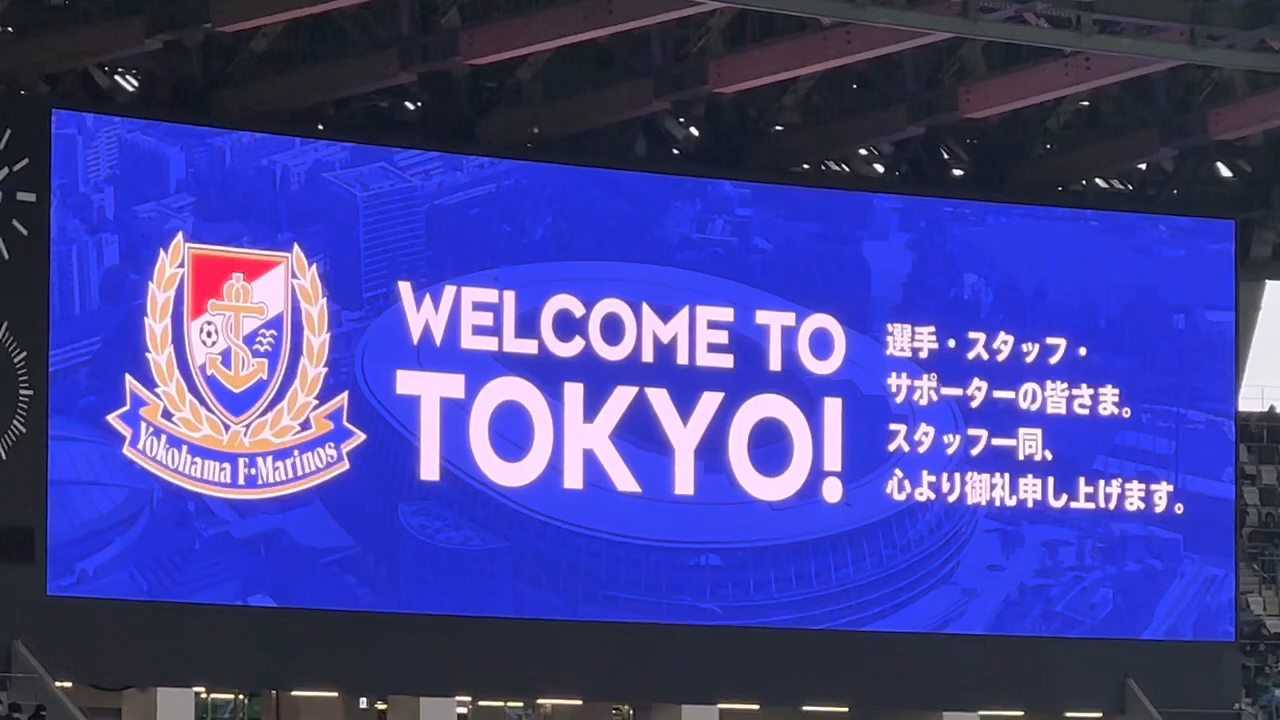 Yokohama F・Marinos
WELCOME TO
TOKYO!
選手・スタッフ・
サポーターの皆さま。
スタッフ一同、
心より御礼申し上げます。